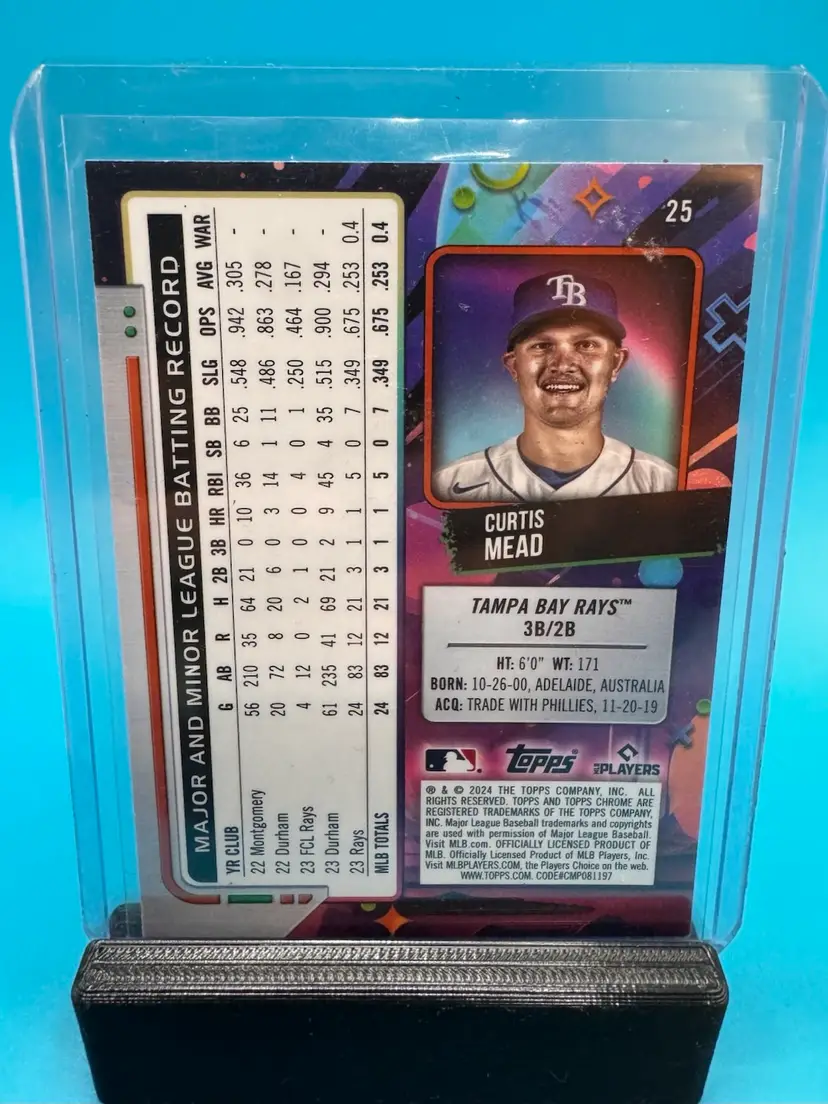 25
TB
CURTIS
MEAD
TAMPA BAY RAYS™
3B/2B
HT: 6'0" WT: 171
BORN: 10-26-00, ADELAIDE, AUSTRALIA
ACQ: TRADE WITH PHILLIES, 11-20-19
topps®
MLB PLAYERS
® & © 2024 THE TOPPS COMPANY, INC. ALL
RIGHTS RESERVED. TOPPS AND TOPPS CHROME ARE
REGISTERED TRADEMARKS OF THE TOPPS COMPANY,
INC. Major League Baseball trademarks and copyrights
are used with permission of Major League Baseball.
Visit MLB.com. OFFICIALLY LICENSED PRODUCT OF
MLB. Officially Licensed Product of MLB Players, Inc.
Visit MLBPLAYERS.COM, the Players Choice on the web.
WWW.TOPPS.COM. CODE#CMP081197
MAJOR AND MINOR LEAGUE BATTING RECORD
YR CLUB G AB R H 2B 3B HR RBI SB BB SLG OPS AVG WAR
22 Montgomery 56 210 35 64 21 0 10 36 6 25 .548 .942 .305 -
22 Durham 20 72 8 20 6 0 3 14 1 11 .486 .863 .278 -
23 FCL Rays 4 12 0 2 1 0 0 4 0 1 .250 .464 .167 -
23 Durham 61 235 41 69 21 2 9 45 4 35 .515 .900 .294 -
23 Rays 24 83 12 21 3 1 1 5 0 7 .349 .675 .253 0.4
MLB TOTALS 24 83 12 21 3 1 1 5 0 7 .349 .675 .253 0.4